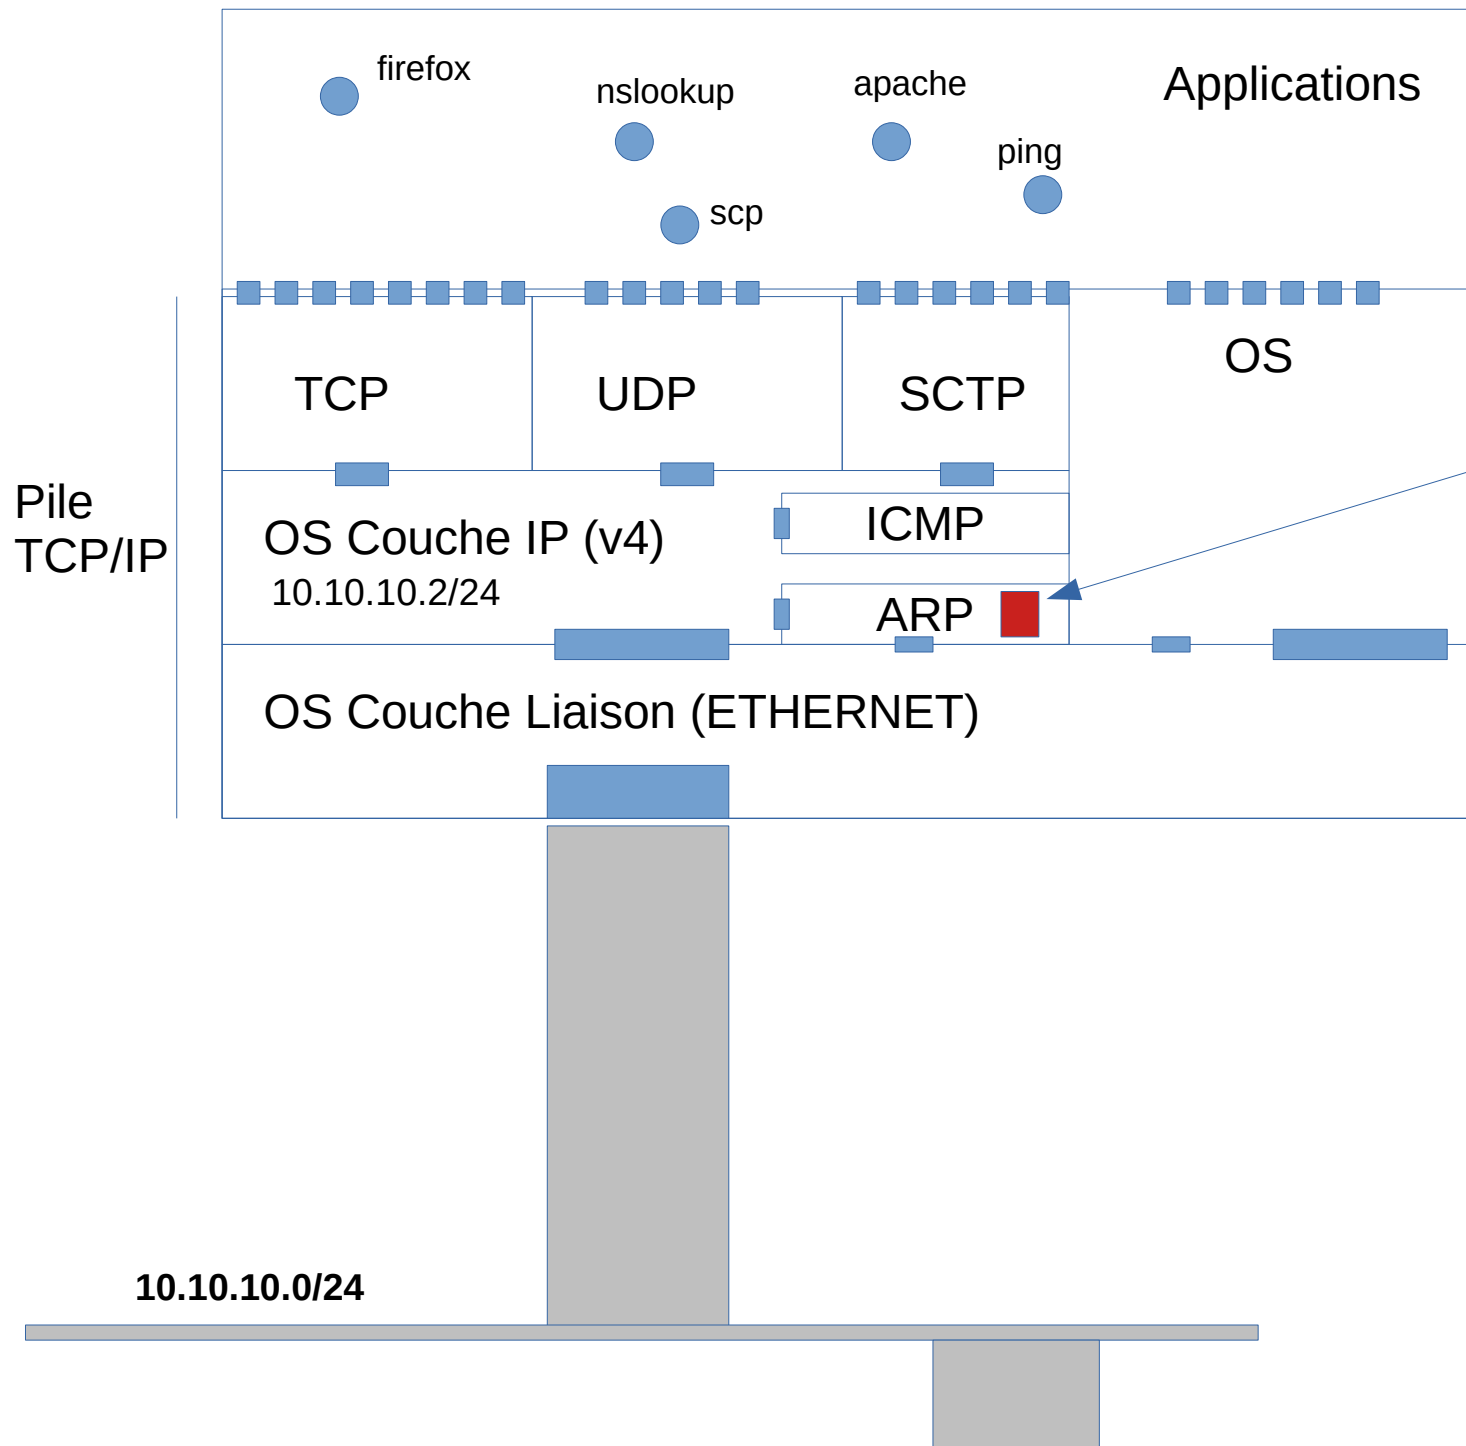 firefox
nslookup
apache
Applications
ping
scp
TCP
UDP
SCTP
OS
Pile
TCP/IP
OS Couche IP (v4)
10.10.10.2/24
ICMP
ARP
OS Couche Liaison (ETHERNET)
10.10.10.0/24